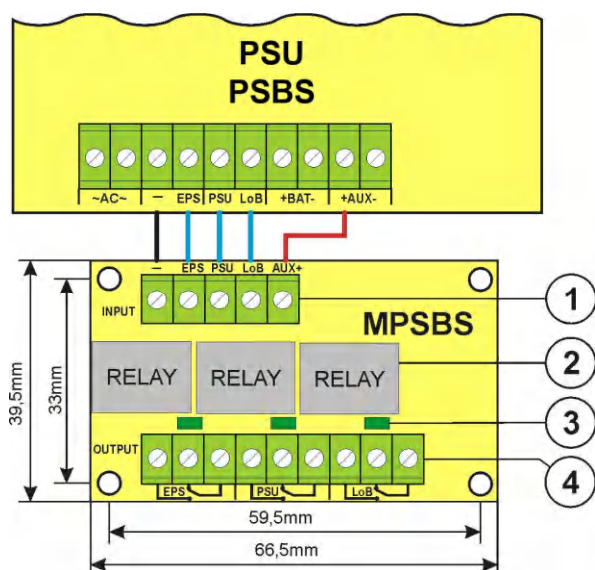 PSU
PSBS
~AC~ – EPS PSU LoB +BAT- +AUX-
– EPS PSU LoB AUX+
INPUT
1
MPSBS
2
RELAY RELAY RELAY
3
OUTPUT
4
EPS PSU LoB
39,5mm
33mm
59,5mm
66,5mm